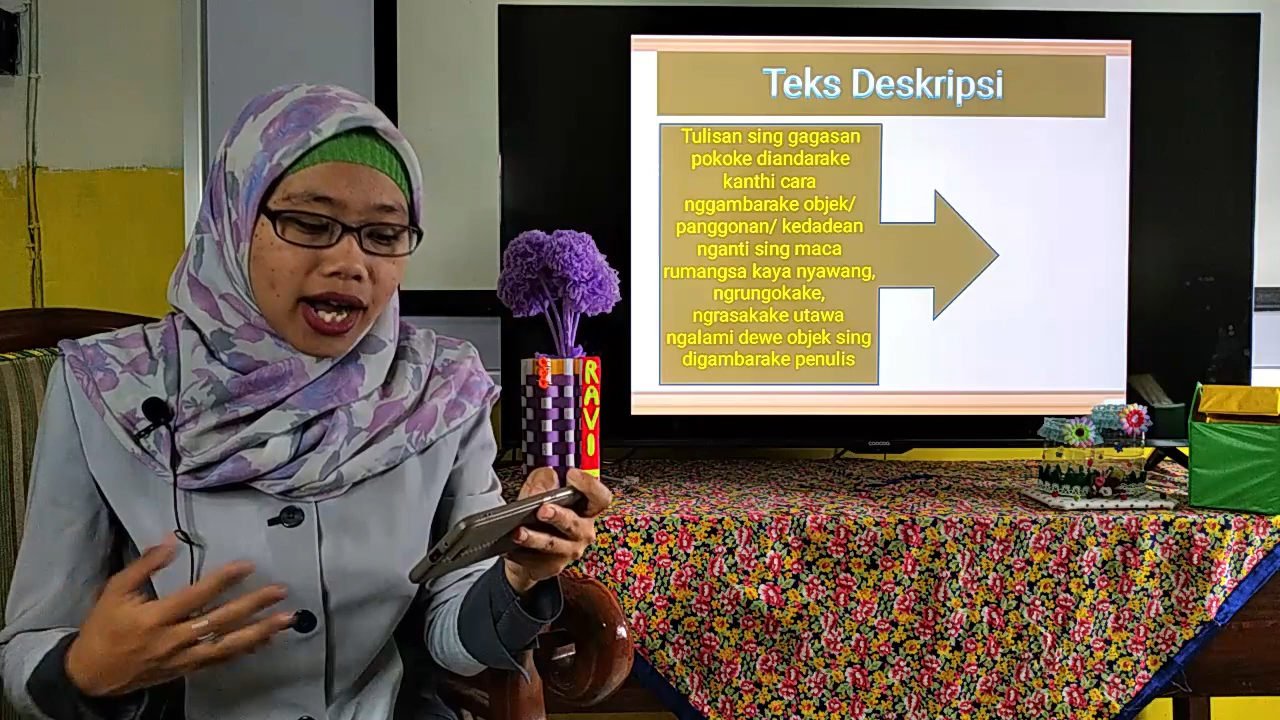 Teks Deskripsi
Tulisan sing gagasan
pokoke diandarake
kanthi cara
nggambarake objek/
panggonan/ kedadean
nganti sing maca
rumangsa kaya nyawang,
ngrungokake,
ngrasakake utawa
ngalami dewe objek sing
digambarake penulis
RAVI
coocaa